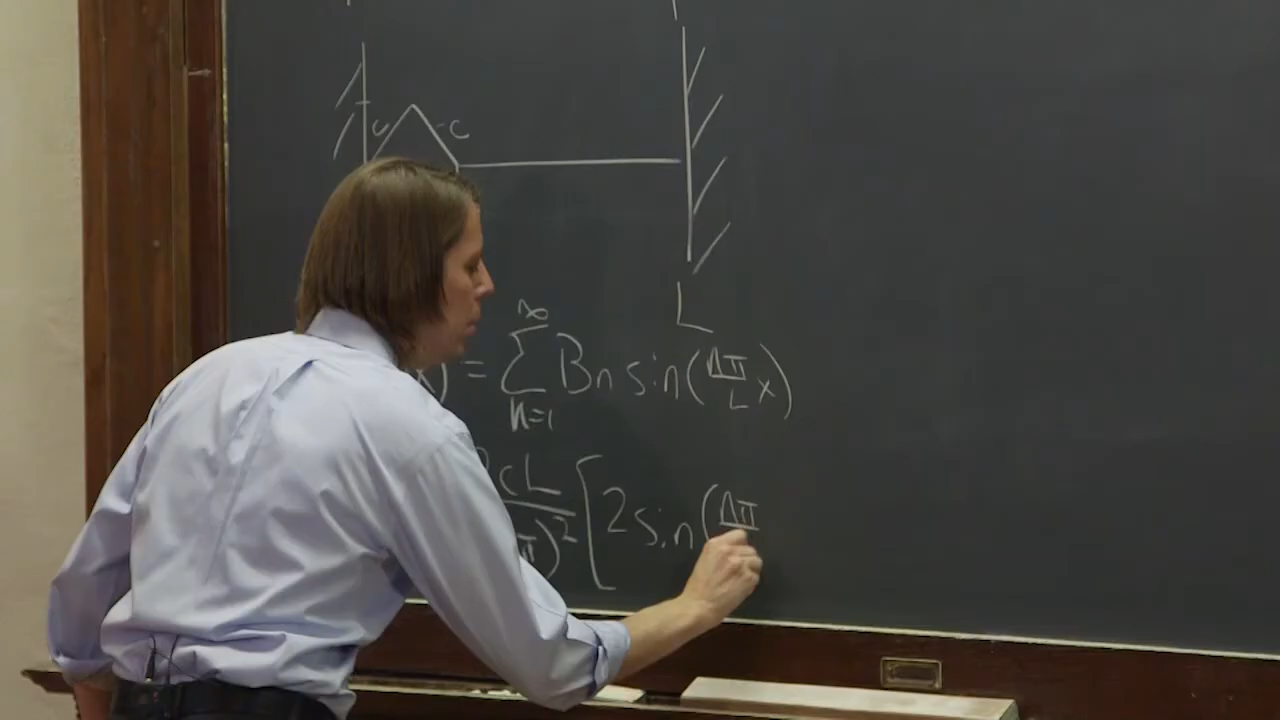 c -c
L
x) = ∑_{n=1}^{∞} Bn sin(nπ/L x)
cL/π)² [2 sin(nπ